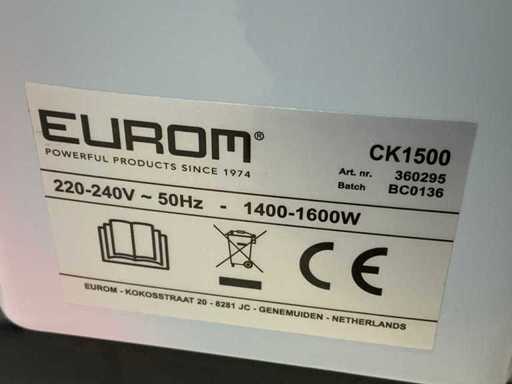 EUROM®
POWERFUL PRODUCTS SINCE 1974
CK1500
Art. nr. 360295
Batch BC0136
220-240V ~ 50Hz - 1400-1600W
CE
EUROM - KOKOSSTRAAT 20 - 8281 JC - GENEMUIDEN - NETHERLANDS